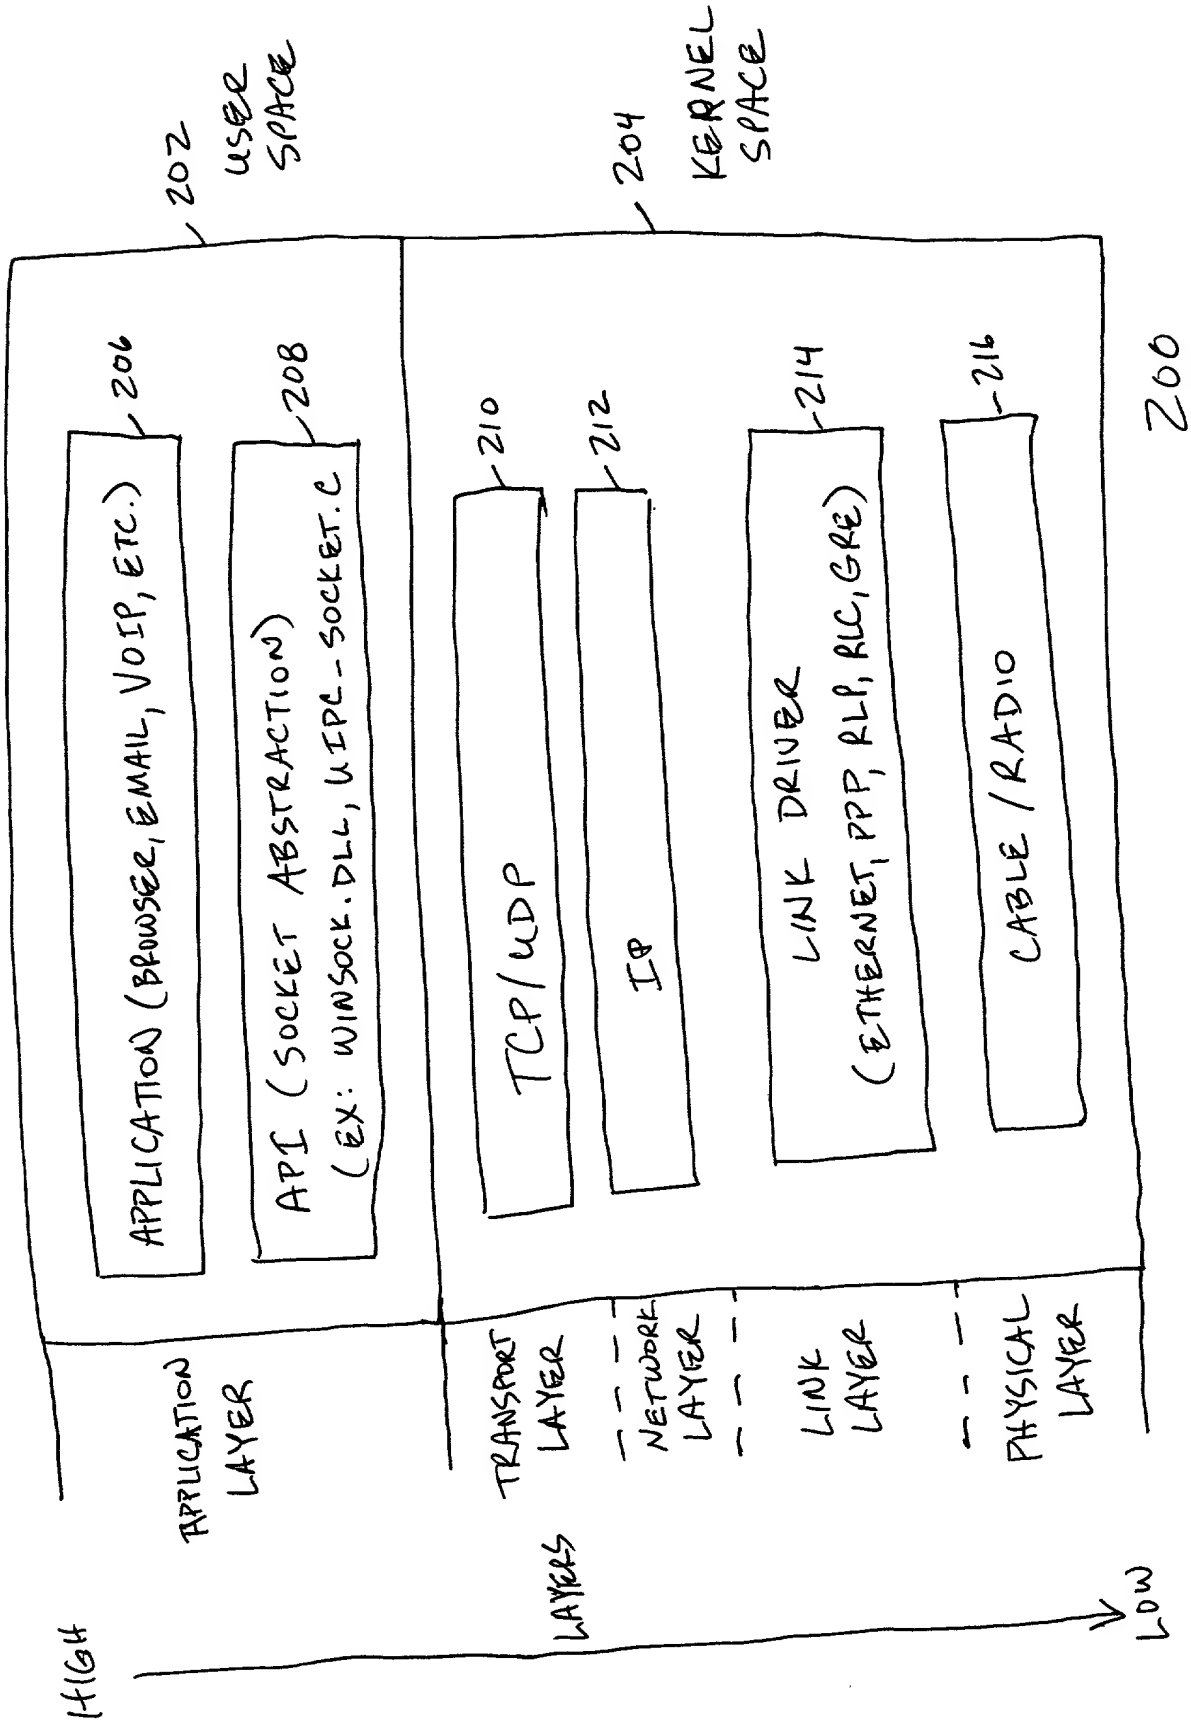 HIGH
LAYERS
LOW
APPLICATION
LAYER
TRANSPORT
LAYER
NETWORK
LAYER
LINK
LAYER
PHYSICAL
LAYER
APPLICATION (BROWSER, EMAIL, VOIP, ETC.)
206
API (SOCKET ABSTRACTION)
(EX: WINSOCK.DLL, UIPC_SOCKET.C
208
TCP/UDP
210
IP
212
LINK DRIVER
(ETHERNET, PPP, RLP, RLC, GRE)
214
CABLE/RADIO
216
202
USER
SPACE
204
KERNEL
SPACE
200